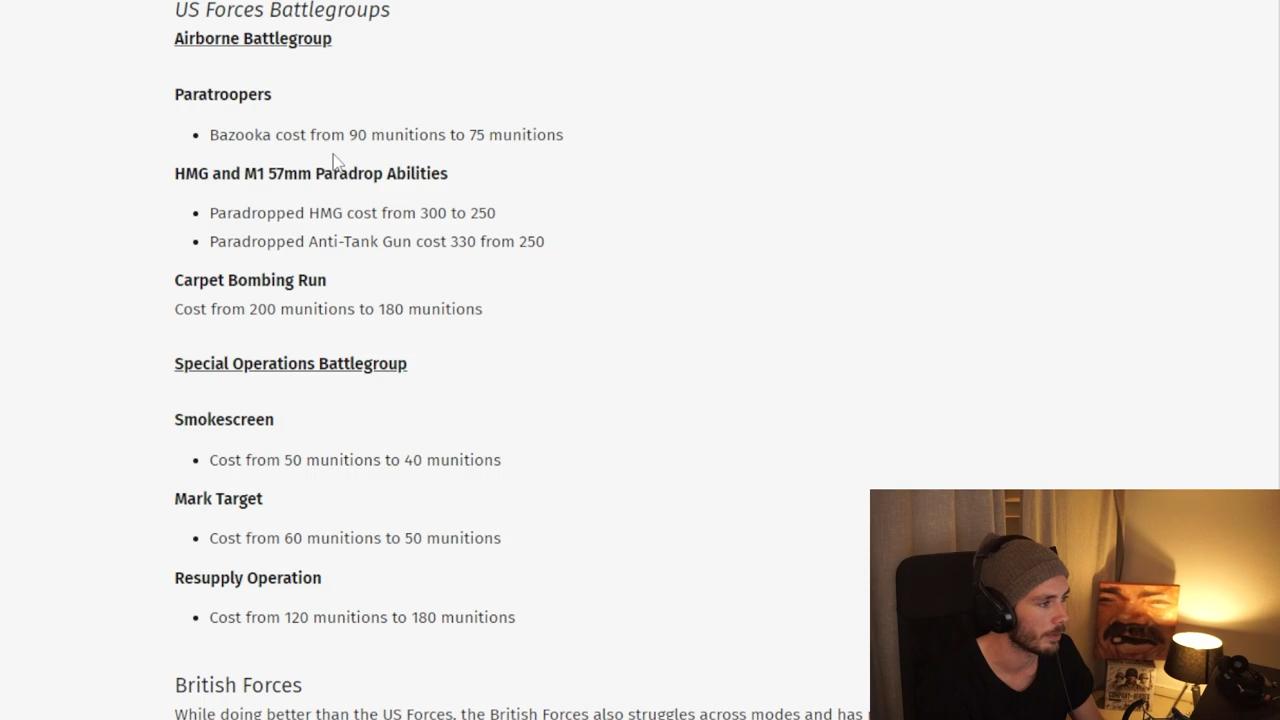 US Forces Battlegroups
Airborne Battlegroup
Paratroopers
Bazooka cost from 90 munitions to 75 munitions
HMG and M1 57mm Paradrop Abilities
Paradropped HMG cost from 300 to 250
Paradropped Anti-Tank Gun cost 330 from 250
Carpet Bombing Run
Cost from 200 munitions to 180 munitions
Special Operations Battlegroup
Smokescreen
Cost from 50 munitions to 40 munitions
Mark Target
Cost from 60 munitions to 50 munitions
Resupply Operation
Cost from 120 munitions to 180 munitions
British Forces
While doing better than the US Forces, the British Forces also struggles across modes and has